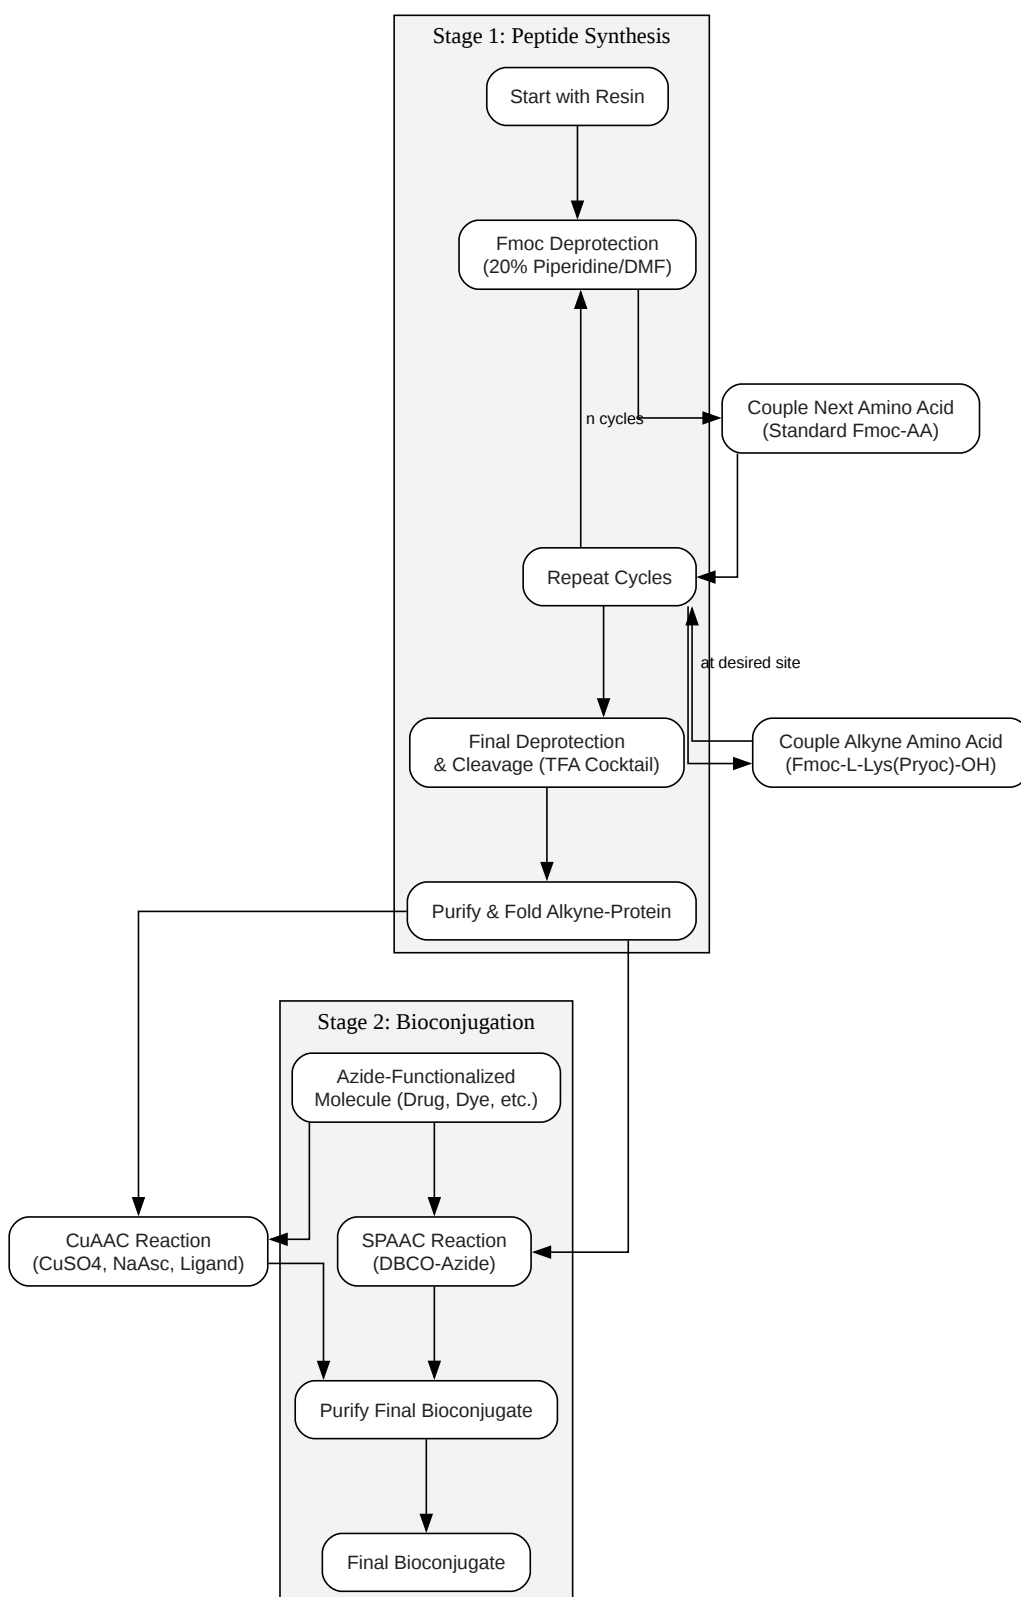 Stage 1: Peptide Synthesis
Start with Resin
Fmoc Deprotection
(20% Piperidine/DMF)
n cycles
Couple Next Amino Acid
(Standard Fmoc-AA)
Repeat Cycles
at desired site
Final Deprotection
& Cleavage (TFA Cocktail)
Couple Alkyne Amino Acid
(Fmoc-L-Lys(Pryoc)-OH)
Purify & Fold Alkyne-Protein
Stage 2: Bioconjugation
Azide-Functionalized
Molecule (Drug, Dye, etc.)
CuAAC Reaction
(CuSO4, NaAsc, Ligand)
SPAAC Reaction
(DBCO-Azide)
Purify Final Bioconjugate
Final Bioconjugate